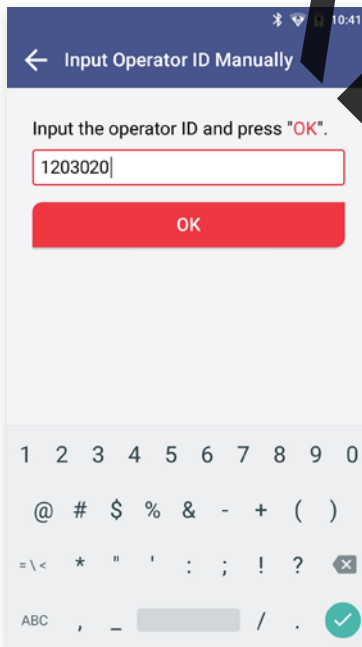 10:41
Input Operator ID Manually
Input the operator ID and press "OK".
1203020
OK
1 2 3 4 5 6 7 8 9 0
@ # $ % & - + ( )
= \ < * " ' : ; ! ?
ABC , _ / .